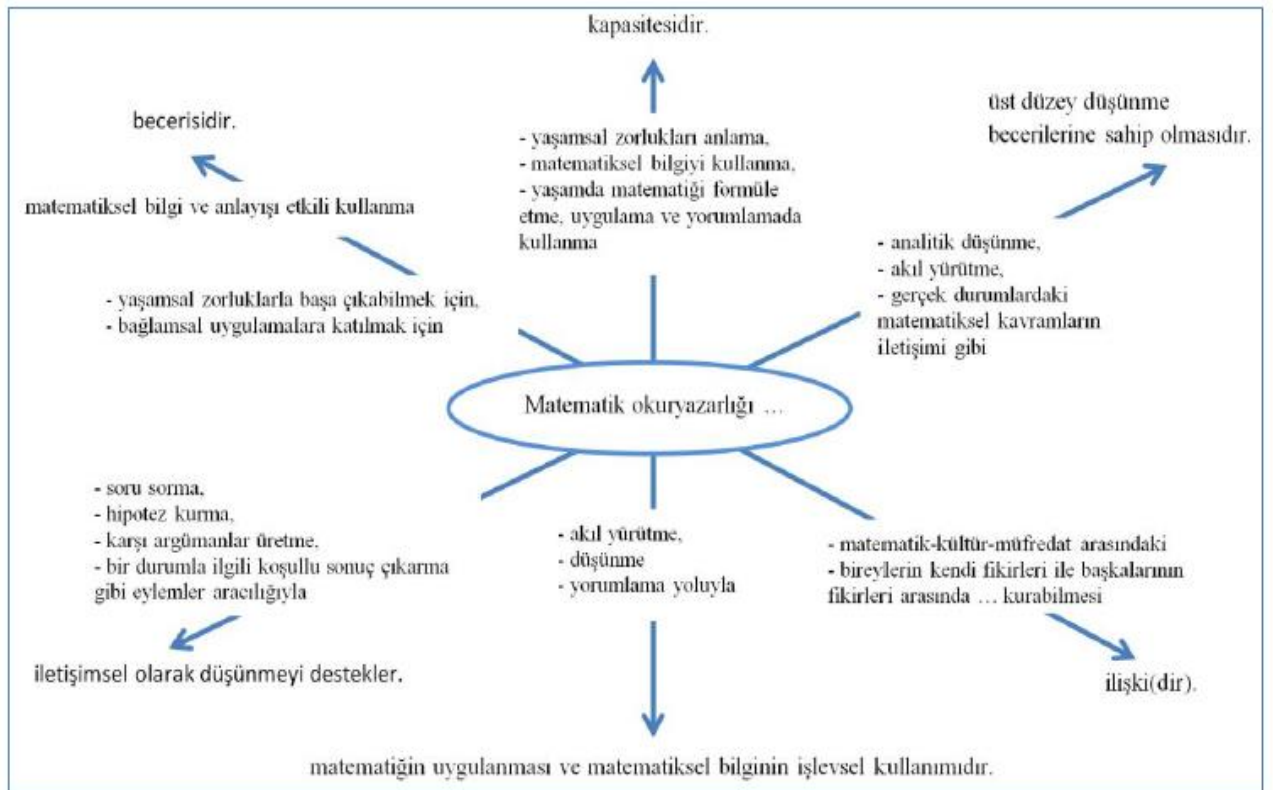 kapasitesidir.
- yaşamsal zorlukları anlama,
- matematiksel bilgiyi kullanma,
- yaşamda matematiği formüle
etme, uygulama ve yorumlamada
kullanma
becerisidir.
matematiksel bilgi ve anlayışı etkili kullanma
- yaşamsal zorluklarla başa çıkabilmek için,
- bağlamsal uygulamalara katılmak için
üst düzey düşünme
becerilerine sahip olmasıdır.
- analitik düşünme,
- akıl yürütme,
- gerçek durumlardaki
matematiksel kavramların
iletişimi gibi
Matematik okuryazarlığı …
- soru sorma,
- hipotez kurma,
- karşı argümanlar üretme,
- bir durumla ilgili koşullu sonuç çıkarma
gibi eylemler aracılığıyla
iletişimsel olarak düşünmeyi destekler.
- akıl yürütme,
- düşünme
- yorumlama yoluyla
matematiğin uygulanması ve matematiksel bilginin işlevsel kullanımıdır.
- matematik-kültür-müfredat arasındaki
- bireylerin kendi fikirleri ile başkalarının
fikirleri arasında … kurabilmesi
ilişki(dir).